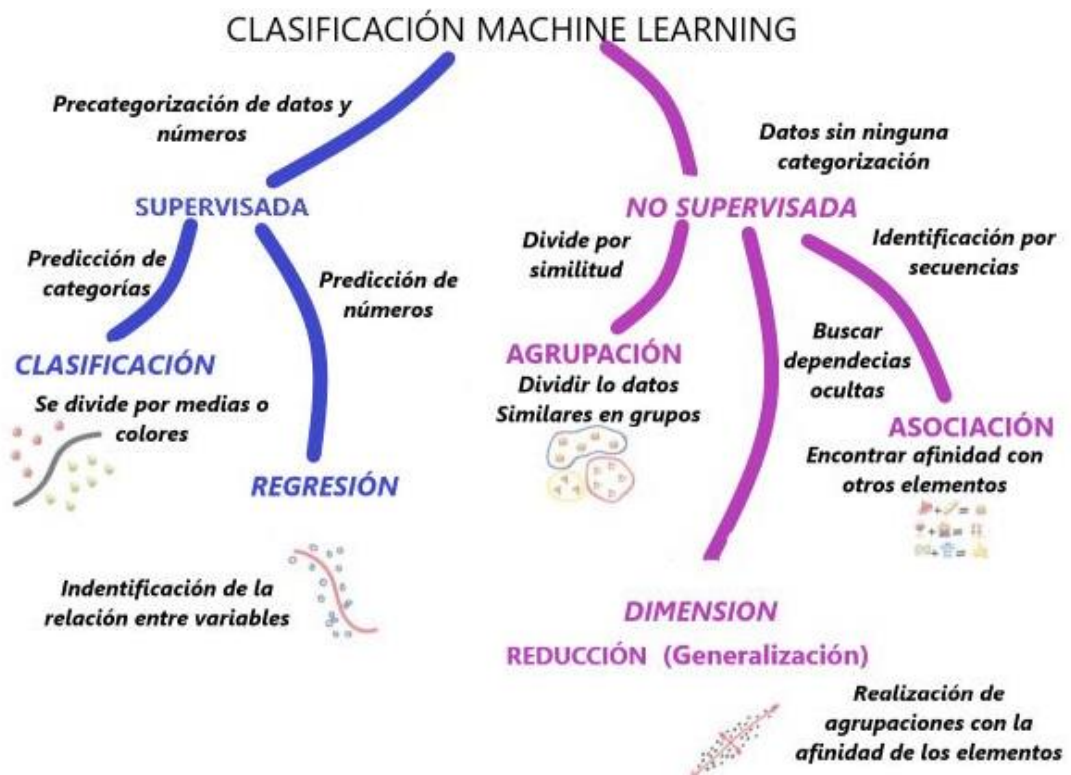 CLASIFICACIÓN MACHINE LEARNING
Precategorización de datos y
números
Datos sin ninguna
categorización
SUPERVISADA
NO SUPERVISADA
Predicción de
categorías
Predicción de
números
Divide por
similitud
Identificación por
secuencias
CLASIFICACIÓN
Se divide por medias o
colores
REGRESIÓN
Indentificación de la
relación entre variables
AGRUPACIÓN
Dividir lo datos
Similares en grupos
Buscar
dependecias
ocultas
ASOCIACIÓN
Encontrar afinidad con
otros elementos
DIMENSION
REDUCCIÓN (Generalización)
Realización de
agrupaciones con la
afinidad de los elementos